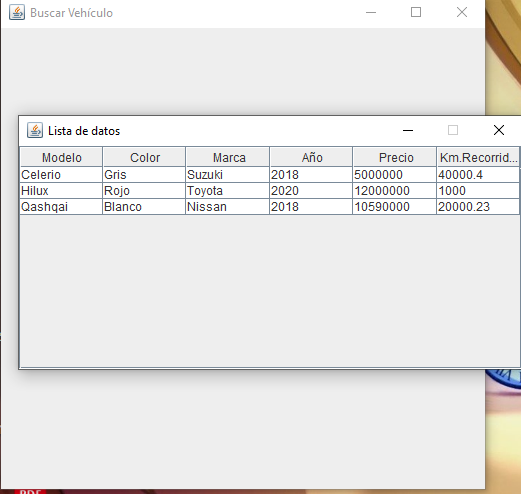 Buscar Vehículo
Lista de datos
Modelo Color Marca Año Precio Km.Recorrid...
Celerio Gris Suzuki 2018 5000000 40000.4
Hilux Rojo Toyota 2020 12000000 1000
Qashqai Blanco Nissan 2018 10590000 20000.23